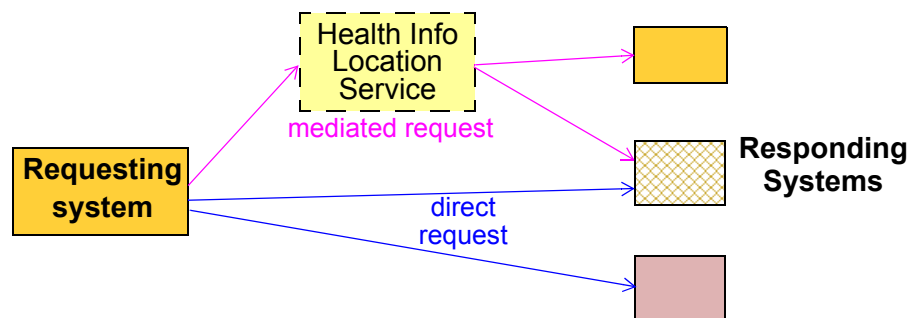 Health Info
Location
Service
mediated request
Requesting
system
Responding
Systems
direct
request